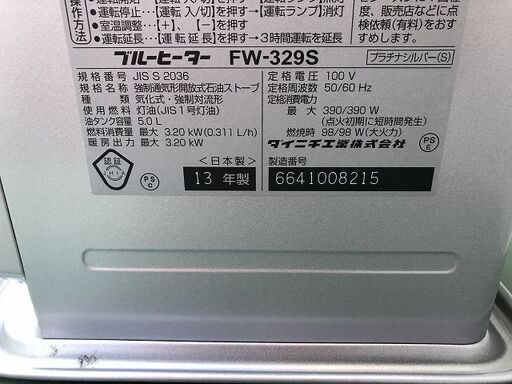 操作方法
●運転停止…【運転 入/切】を押す→【運転ランプ】消灯
●室温調整…【+】、【-】を押す
●運転延長…【運転延長】を押す→3時間運転を延長
度、販売店などに点
検依頼(有料)をおす
すめします。
ブルーヒーター FW-329S プラチナシルバー(S)
規格番号 JIS S 2036
種類 強制通気形開放式石油ストーブ
気化式・強制対流形
使用燃料 灯油(JIS1号灯油)
油タンク容量 5.0 L
燃料消費量 最大 3.20 kW (0.311 L/h)
暖房出力 最大 3.20 kW
定格電圧 100 V
定格周波数 50/60 Hz
定格消費電力
最大 390/390 W
(点火初期に短時間発生)
燃焼時 98/98 W (大火力)
ダイニチ工業株式会社
PS E
認証
JHIA
PS C
<日本製>
13 年製
製造番号
6641008215